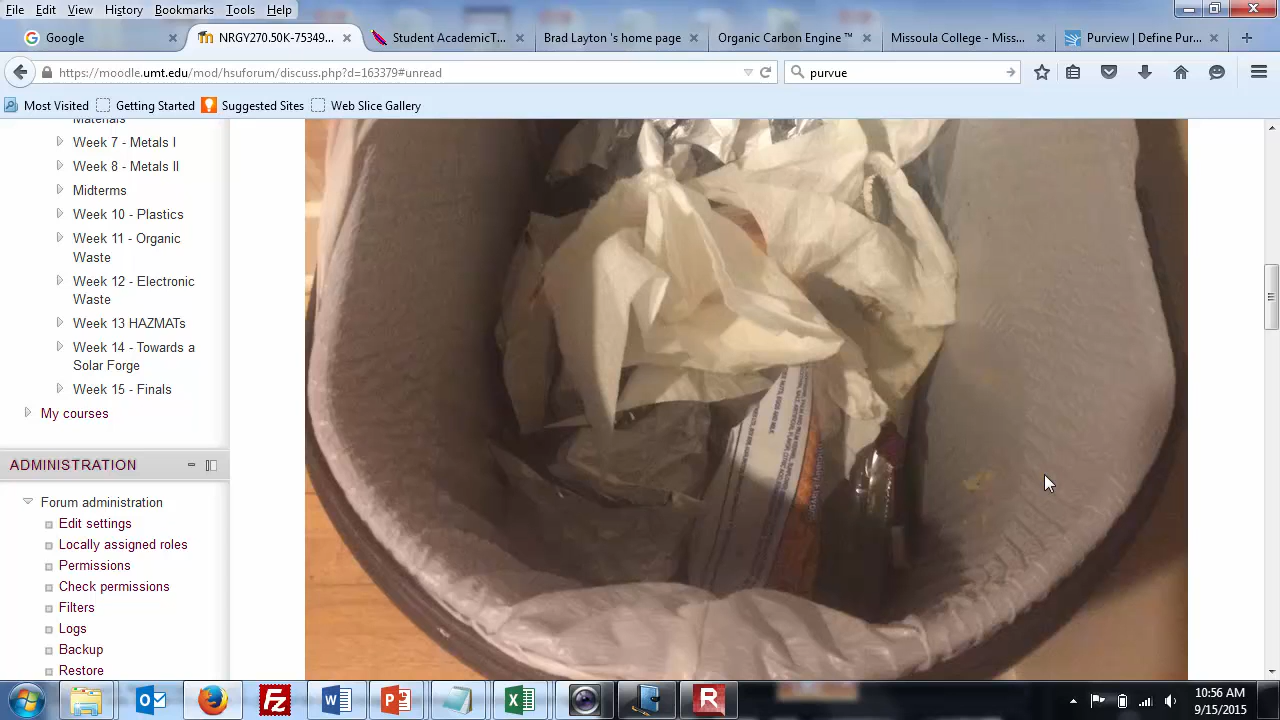 File Edit View History Bookmarks Tools Help
Google
NRGY270.50K-75349...
Student AcademicT...
Brad Layton 's home page
Organic Carbon Engine ™
Missoula College - Miss...
Purview | Define Pur...
https://moodle.umt.edu/mod/hsuforum/discuss.php?d=163379#unread
purvue
Most Visited Getting Started Suggested Sites Web Slice Gallery
Materials
Week 7 - Metals I
Week 8 - Metals II
Midterms
Week 10 - Plastics
Week 11 - Organic
Waste
Week 12 - Electronic
Waste
Week 13 HAZMATs
Week 14 - Towards a
Solar Forge
Week 15 - Finals
My courses
ADMINISTRATION
Forum administration
Edit settings
Locally assigned roles
Permissions
Check permissions
Filters
Logs
Backup
Restore
10:56 AM
9/15/2015